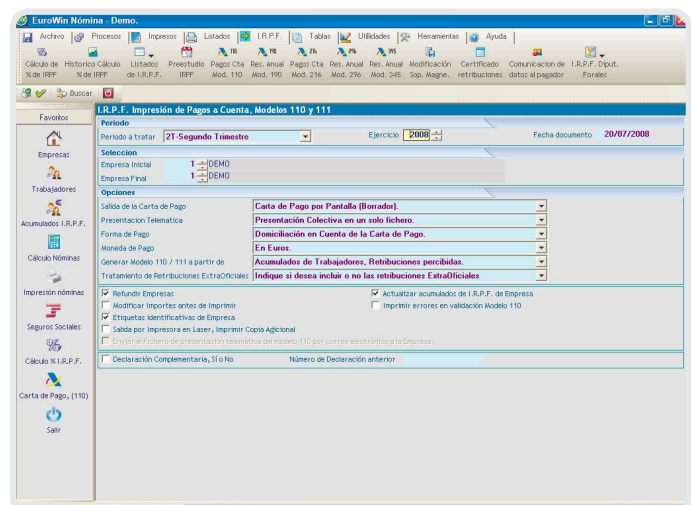 EuroWin Nómina - Demo.
Archivo Procesos Impresos Listados I.R.P.F. Tablas Utilidades Herramientas Ayuda
110 190 216 296 345
Cálculo de Historico Cálculo Listados Preestudio Pagos Cta Res. Anual Pagos Cta Res. Anual Res. Anual Modificación Certificado Comunicacion de I.R.P.F. Diput.
% de IRPF % de IRPF de I.R.P.F. IRPF Mod. 110 Mod. 190 Mod. 216 Mod. 296 Mod. 345 Sop. Magne. retribuciones datos al pagador Forales
Buscar
Favoritos
Empresas
Trabajadores
Acumulados I.R.P.F.
Cálculo Nóminas
Impresión nóminas
Seguros Sociales
Cálculo % I.R.P.F.
Carta de Pago, (110)
Salir
I.R.P.F. Impresión de Pagos a Cuenta, Modelos 110 y 111
Periodo
Periodo a tratar 2T-Segundo Trimestre Ejercicio 2008 Fecha documento 20/07/2008
Seleccion
Empresa Inicial 1 DEMO
Empresa Final 1 DEMO
Opciones
Salida de la Carta de Pago Carta de Pago por Pantalla (Borrador).
Presentacion Telematica Presentación Colectiva en un solo fichero.
Forma de Pago Domiciliación en Cuenta de la Carta de Pago.
Moneda de Pago En Euros.
Generar Modelo 110 / 111 a partir de Acumulados de Trabajadores, Retribuciones percibidas.
Tratamiento de Retribuciones ExtraOficiales Indique si desea incluir o no las retribuciones ExtraOficiales
Refundir Empresas Actualizar acumulados de I.R.P.F. de Empresa
Modificar Importes antes de Imprimir Imprimir errores en validación Modelo 110
Etiquetas identificativas de Empresa
Salida por Impresora en Laser, Imprimir Copia Adicional
Enviar el Fichero de presentación telemática del modelo 110 por correo electrónico a la Empresa.
Declaración Complementaria, Sí o No Número de Declaración anterior